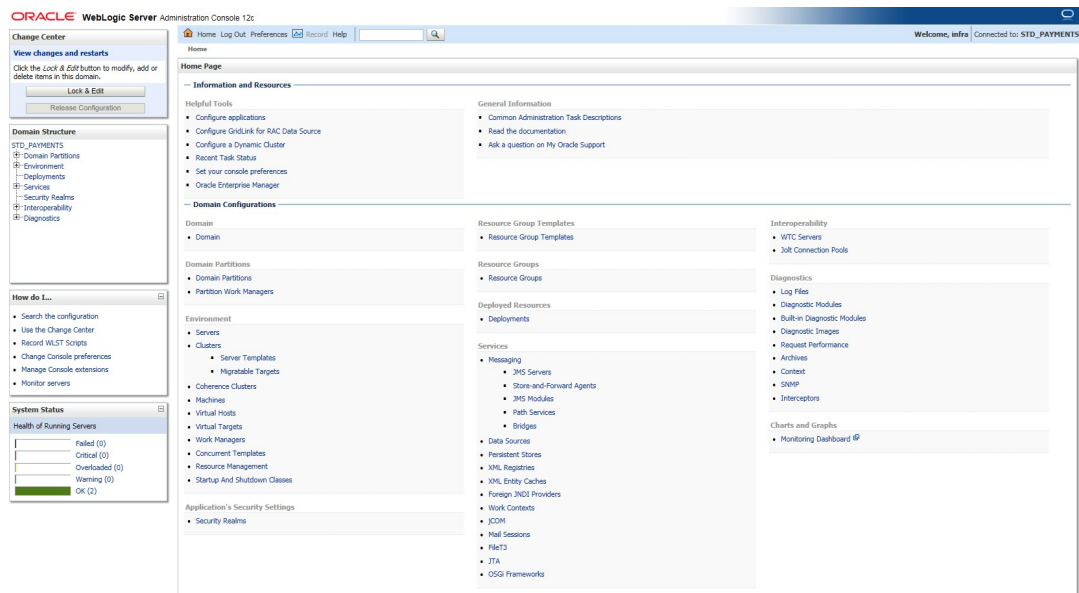 ORACLE WebLogic Server Administration Console 12c
Change Center
View changes and restarts
Click the Lock & Edit button to modify, add or
delete items in this domain.
Lock & Edit
Release Configuration
Domain Structure
STD_PAYMENTS
Domain Partitions
Environment
Deployments
Services
Security Realms
Interoperability
Diagnostics
How do I...
Search the configuration
Use the Change Center
Record WLST Scripts
Change Console preferences
Manage Console extensions
Monitor servers
System Status
Health of Running Servers
Failed (0)
Critical (0)
Overloaded (0)
Warning (0)
OK (2)
Home Log Out Preferences Record Help
Welcome, infra Connected to: STD_PAYMENTS
Home
Home Page
Information and Resources
Helpful Tools
Configure applications
Configure GridLink for RAC Data Source
Configure a Dynamic Cluster
Recent Task Status
Set your console preferences
Oracle Enterprise Manager
General Information
Common Administration Task Descriptions
Read the documentation
Ask a question on My Oracle Support
Domain Configurations
Domain
Domain
Domain Partitions
Domain Partitions
Partition Work Managers
Environment
Servers
Clusters
Server Templates
Migratable Targets
Coherence Clusters
Machines
Virtual Hosts
Virtual Targets
Work Managers
Concurrent Templates
Resource Management
Startup And Shutdown Classes
Application's Security Settings
Security Realms
Resource Group Templates
Resource Group Templates
Resource Groups
Resource Groups
Deployed Resources
Deployments
Services
Messaging
JMS Servers
Store-and-Forward Agents
JMS Modules
Path Services
Bridges
Data Sources
Persistent Stores
XML Registries
XML Entity Caches
Foreign JNDI Providers
Work Contexts
jCOM
Mail Sessions
FileT3
JTA
OSGi Frameworks
Interoperability
WTC Servers
Jolt Connection Pools
Diagnostics
Log Files
Diagnostic Modules
Built-in Diagnostic Modules
Diagnostic Images
Request Performance
Archives
Context
SNMP
Interceptors
Charts and Graphs
Monitoring Dashboard